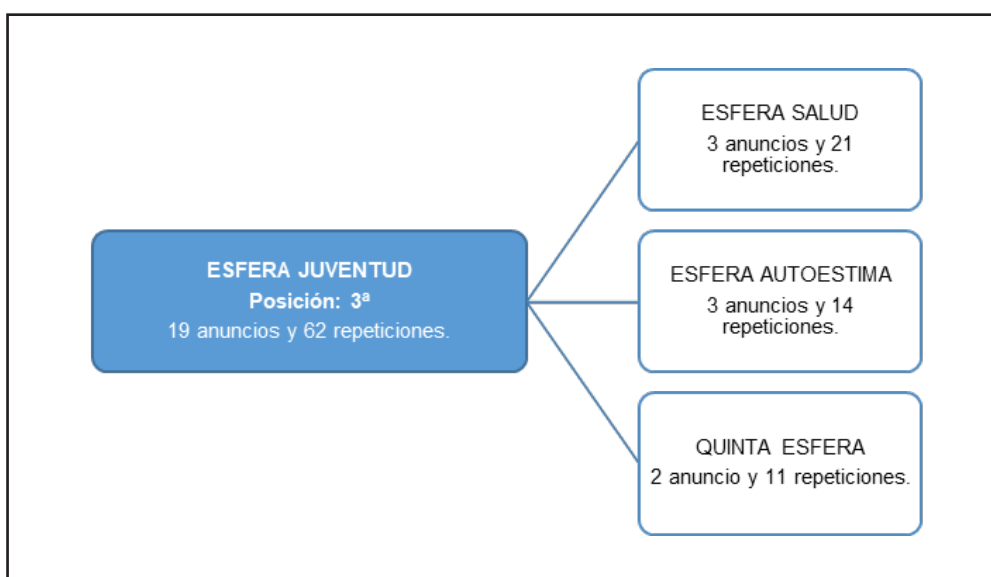 ESFERA JUVENTUD
Posición: 3ª
19 anuncios y 62 repeticiones.
ESFERA SALUD
3 anuncios y 21
repeticiones.
ESFERA AUTOESTIMA
3 anuncios y 14
repeticiones.
QUINTA ESFERA
2 anuncio y 11 repeticiones.